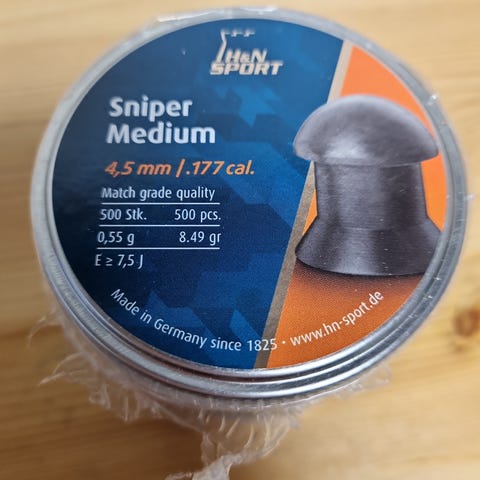 H&N
SPORT
Sniper
Medium
4,5 mm / .177 cal.
Match grade quality
500 Stk. 500 pcs.
0,55 g 8.49 gr
E ≥ 7,5 J
Made in Germany since 1825 · www.hn-sport.de